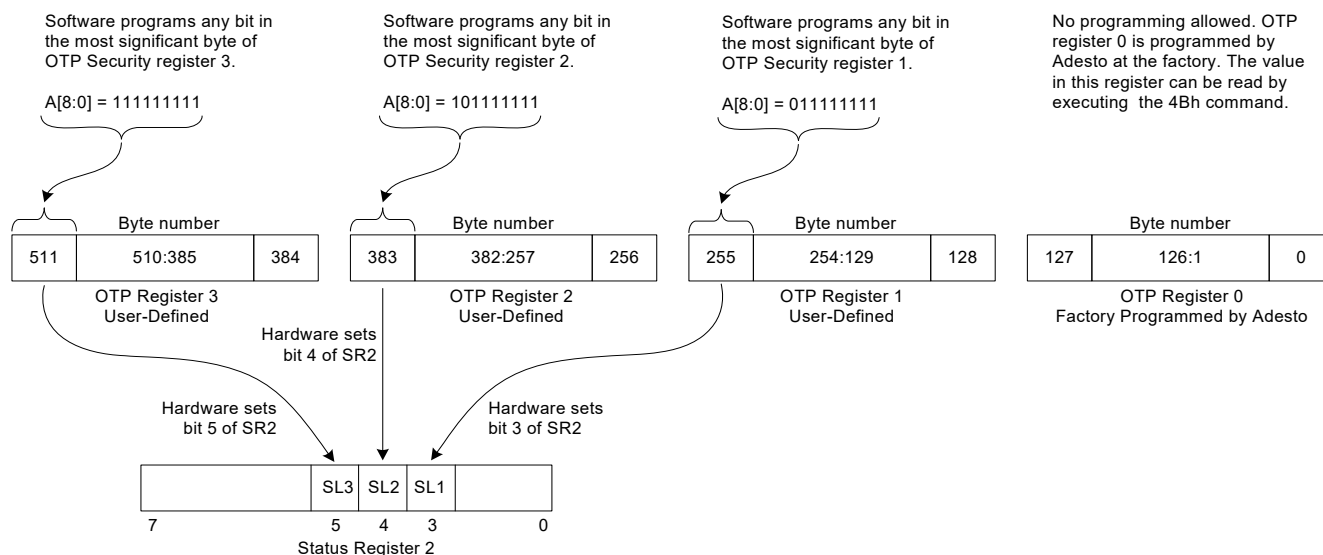 Software programs any bit in
the most significant byte of
OTP Security register 3.
A[8:0] = 111111111
Software programs any bit in
the most significant byte of
OTP Security register 2.
A[8:0] = 101111111
Software programs any bit in
the most significant byte of
OTP Security register 1.
A[8:0] = 011111111
No programming allowed. OTP
register 0 is programmed by
Adesto at the factory. The value
in this register can be read by
executing the 4Bh command.
Byte number
511 510:385 384
OTP Register 3
User-Defined
Byte number
383 382:257 256
OTP Register 2
User-Defined
Byte number
255 254:129 128
OTP Register 1
User-Defined
Byte number
127 126:1 0
OTP Register 0
Factory Programmed by Adesto
Hardware sets
bit 4 of SR2
Hardware sets
bit 5 of SR2
Hardware sets
bit 3 of SR2
SL3 SL2 SL1
7 5 4 3 0
Status Register 2